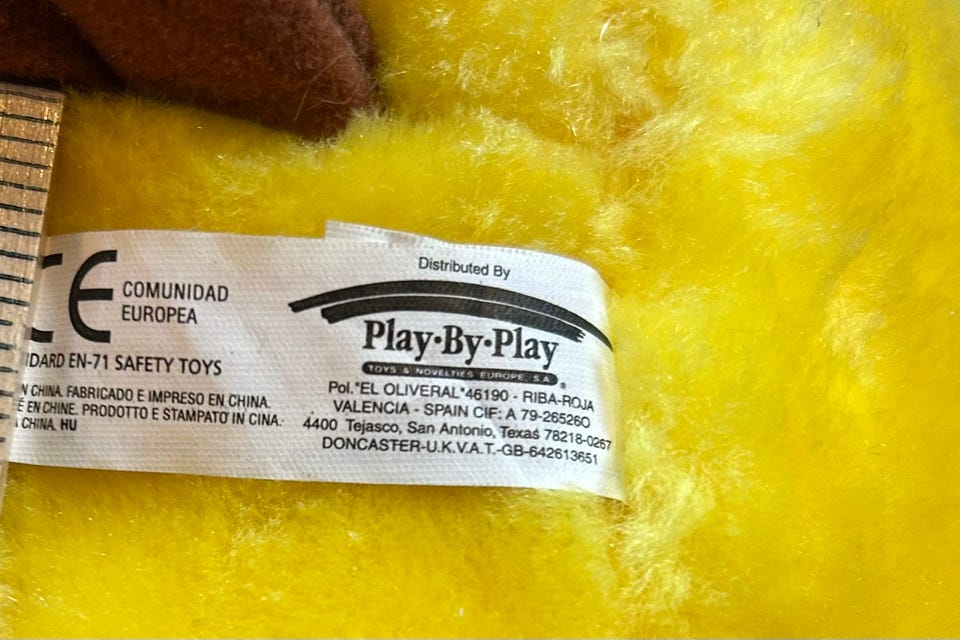 CE COMUNIDAD
EUROPEA
EN-71 SAFETY TOYS
CHINA. FABRICADO E IMPRESO EN CHINA.
EN CHINE. PRODOTTO E STAMPATO IN CINA.
CHINA. HU
Distributed By
Play·By·Play
TOYS & NOVELTIES EUROPE, S.A. ®
Pol."EL OLIVERAL"46190 - RIBA-ROJA
VALENCIA - SPAIN CIF: A 79-265260
4400 Tejasco, San Antonio, Texas 78218-0267
DONCASTER-U.K.V.A.T.-GB-642613651